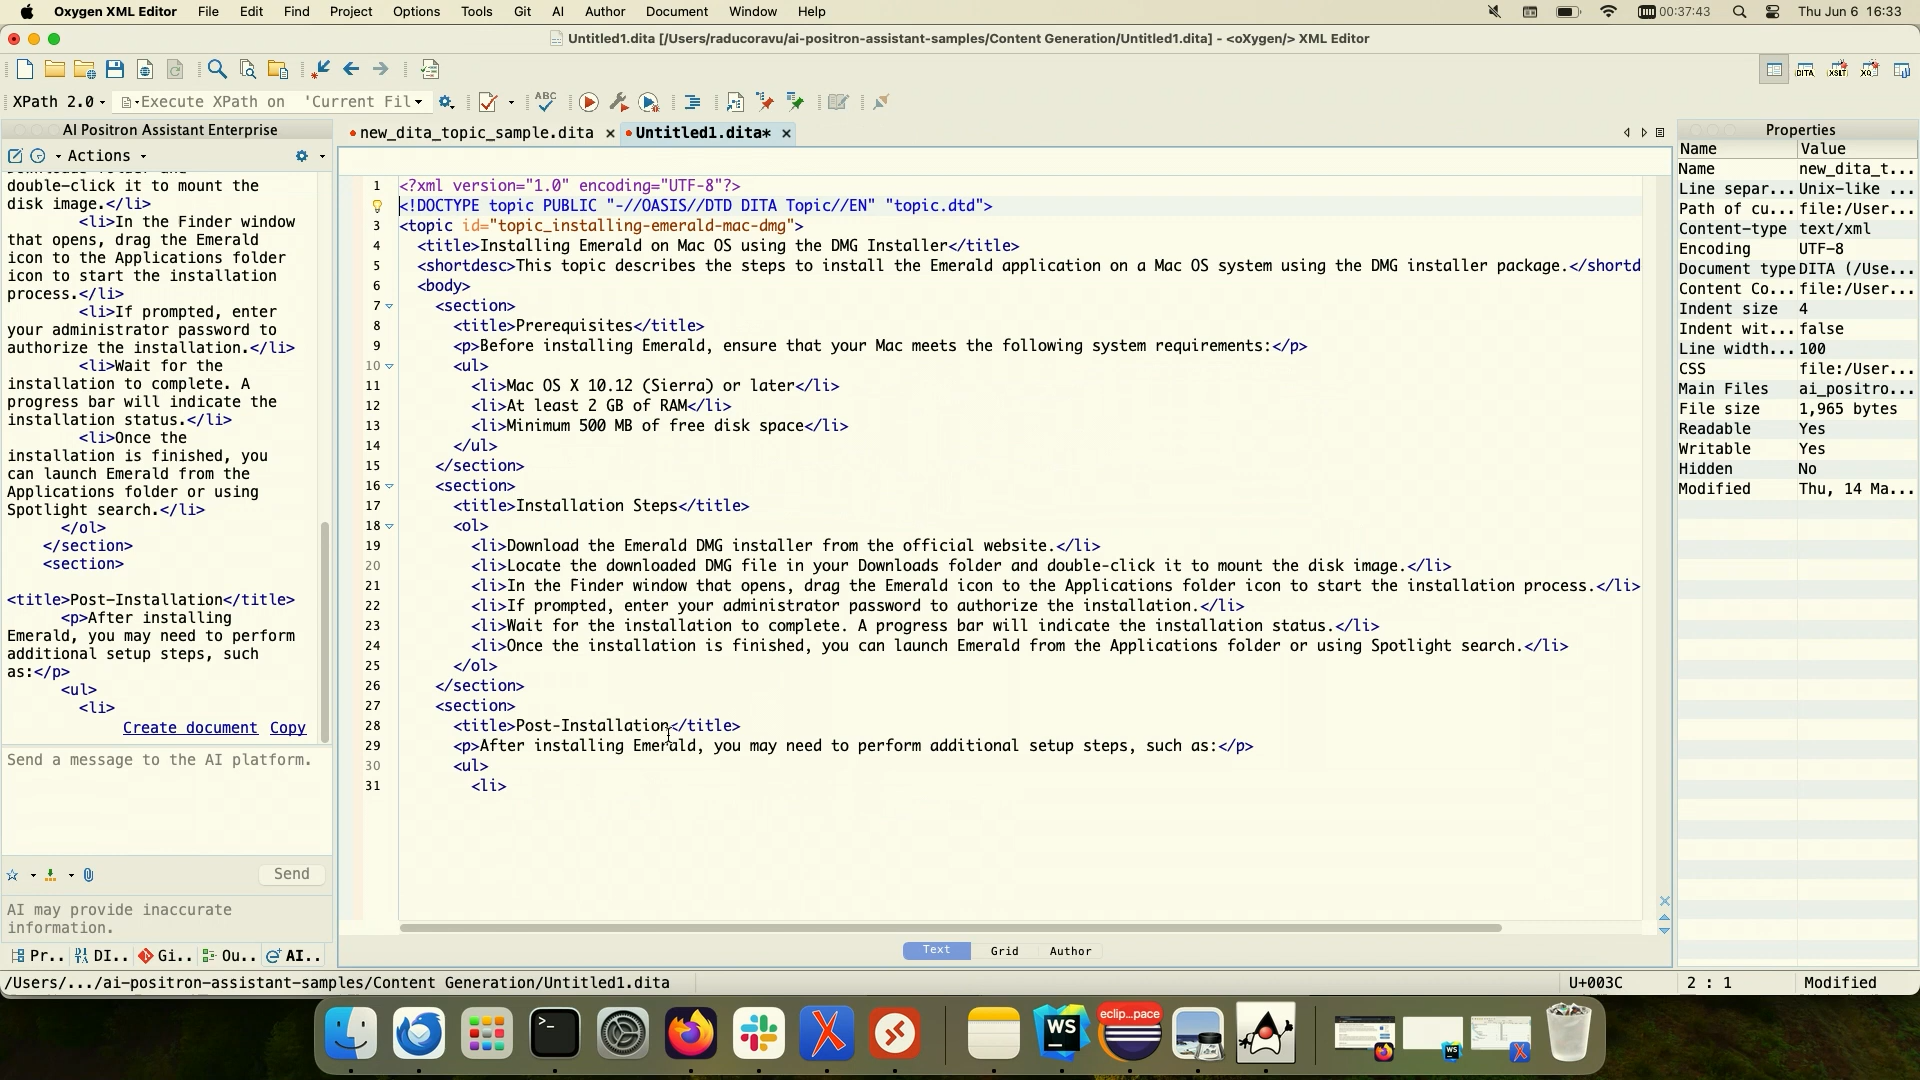 Oxygen XML Editor File Edit Find Project Options Tools Git AI Author Document Window Help 00:37:43 Thu Jun 6 16:33
Untitled1.dita [/Users/raducoravu/ai-positron-assistant-samples/Content Generation/Untitled1.dita] - <oXygen/> XML Editor
DITA XSLT XQ
XPath 2.0 Execute XPath on 'Current Fil ABC
AI Positron Assistant Enterprise
Actions
double-click it to mount the
disk image.</li>
<li>In the Finder window
that opens, drag the Emerald
icon to the Applications folder
icon to start the installation
process.</li>
<li>If prompted, enter
your administrator password to
authorize the installation.</li>
<li>Wait for the
installation to complete. A
progress bar will indicate the
installation status.</li>
<li>Once the
installation is finished, you
can launch Emerald from the
Applications folder or using
Spotlight search.</li>
</ol>
</section>
<section>
<title>Post-Installation</title>
<p>After installing
Emerald, you may need to perform
additional setup steps, such
as:</p>
<ul>
<li>
Create document Copy
Send a message to the AI platform.
Send
AI may provide inaccurate
information.
Pr.. DI.. Gi.. Ou.. AI..
new_dita_topic_sample.dita Untitled1.dita*
1 <?xml version="1.0" encoding="UTF-8"?>
<!DOCTYPE topic PUBLIC "-//OASIS//DTD DITA Topic//EN" "topic.dtd">
3 <topic id="topic_installing-emerald-mac-dmg">
4 <title>Installing Emerald on Mac OS using the DMG Installer</title>
5 <shortdesc>This topic describes the steps to install the Emerald application on a Mac OS system using the DMG installer package.</shortd
6 <body>
7 <section>
8 <title>Prerequisites</title>
9 <p>Before installing Emerald, ensure that your Mac meets the following system requirements:</p>
10 <ul>
11 <li>Mac OS X 10.12 (Sierra) or later</li>
12 <li>At least 2 GB of RAM</li>
13 <li>Minimum 500 MB of free disk space</li>
14 </ul>
15 </section>
16 <section>
17 <title>Installation Steps</title>
18 <ol>
19 <li>Download the Emerald DMG installer from the official website.</li>
20 <li>Locate the downloaded DMG file in your Downloads folder and double-click it to mount the disk image.</li>
21 <li>In the Finder window that opens, drag the Emerald icon to the Applications folder icon to start the installation process.</li>
22 <li>If prompted, enter your administrator password to authorize the installation.</li>
23 <li>Wait for the installation to complete. A progress bar will indicate the installation status.</li>
24 <li>Once the installation is finished, you can launch Emerald from the Applications folder or using Spotlight search.</li>
25 </ol>
26 </section>
27 <section>
28 <title>Post-Installation</title>
29 <p>After installing Emerald, you may need to perform additional setup steps, such as:</p>
30 <ul>
31 <li>
Text Grid Author
Properties
Name Value
Name new_dita_t...
Line separ... Unix-like ...
Path of cu... file:/User...
Content-type text/xml
Encoding UTF-8
Document type DITA (/Use...
Content Co... file:/User...
Indent size 4
Indent wit... false
Line width... 100
CSS file:/User...
Main Files ai_positro...
File size 1,965 bytes
Readable Yes
Writable Yes
Hidden No
Modified Thu, 14 Ma...
/Users/.../ai-positron-assistant-samples/Content Generation/Untitled1.dita U+003C 2 : 1 Modified
>_ WS eclip...pace